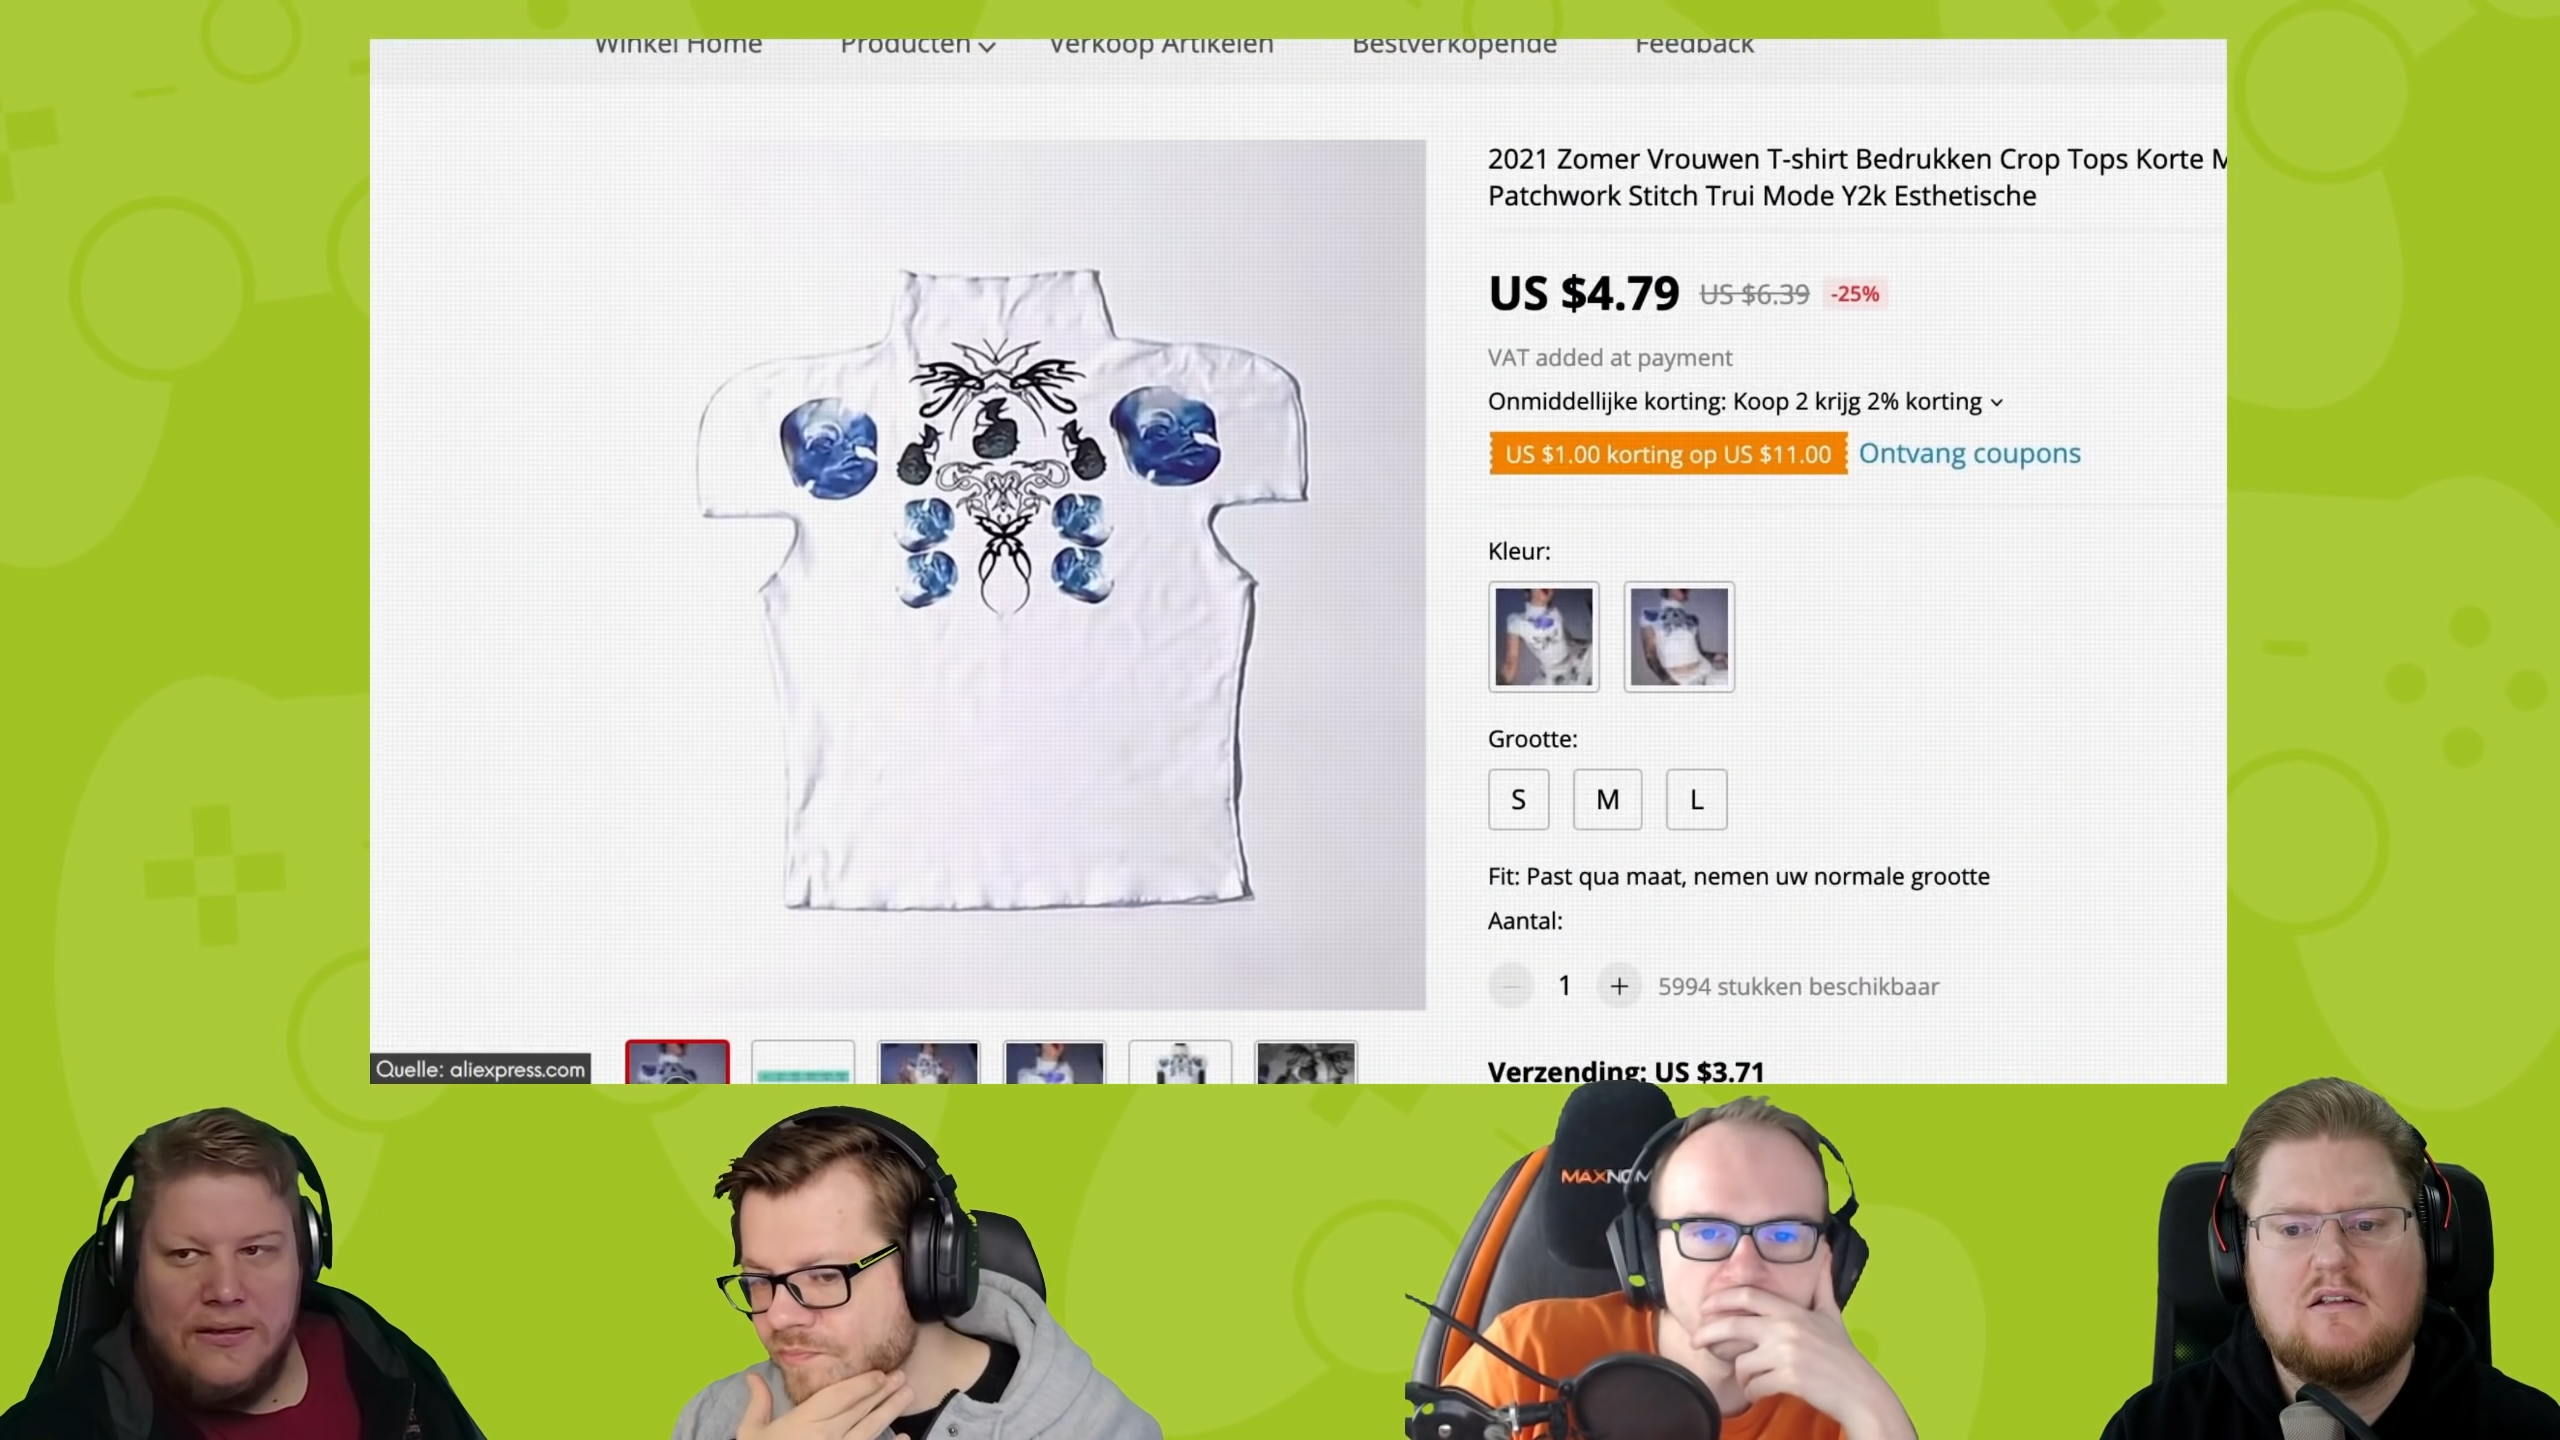 Winkel Home Producten Verkoop Artikelen Bestverkopende Feedback
2021 Zomer Vrouwen T-shirt Bedrukken Crop Tops Korte M
Patchwork Stitch Trui Mode Y2k Esthetische
US $4.79 US $6.39 -25%
VAT added at payment
Onmiddellijke korting: Koop 2 krijg 2% korting
US $1.00 korting op US $11.00 Ontvang coupons
Kleur:
Grootte:
S M L
Fit: Past qua maat, nemen uw normale grootte
Aantal:
1 + 5994 stukken beschikbaar
Verzending: US $3.71
Quelle: aliexpress.com
MAXNOM